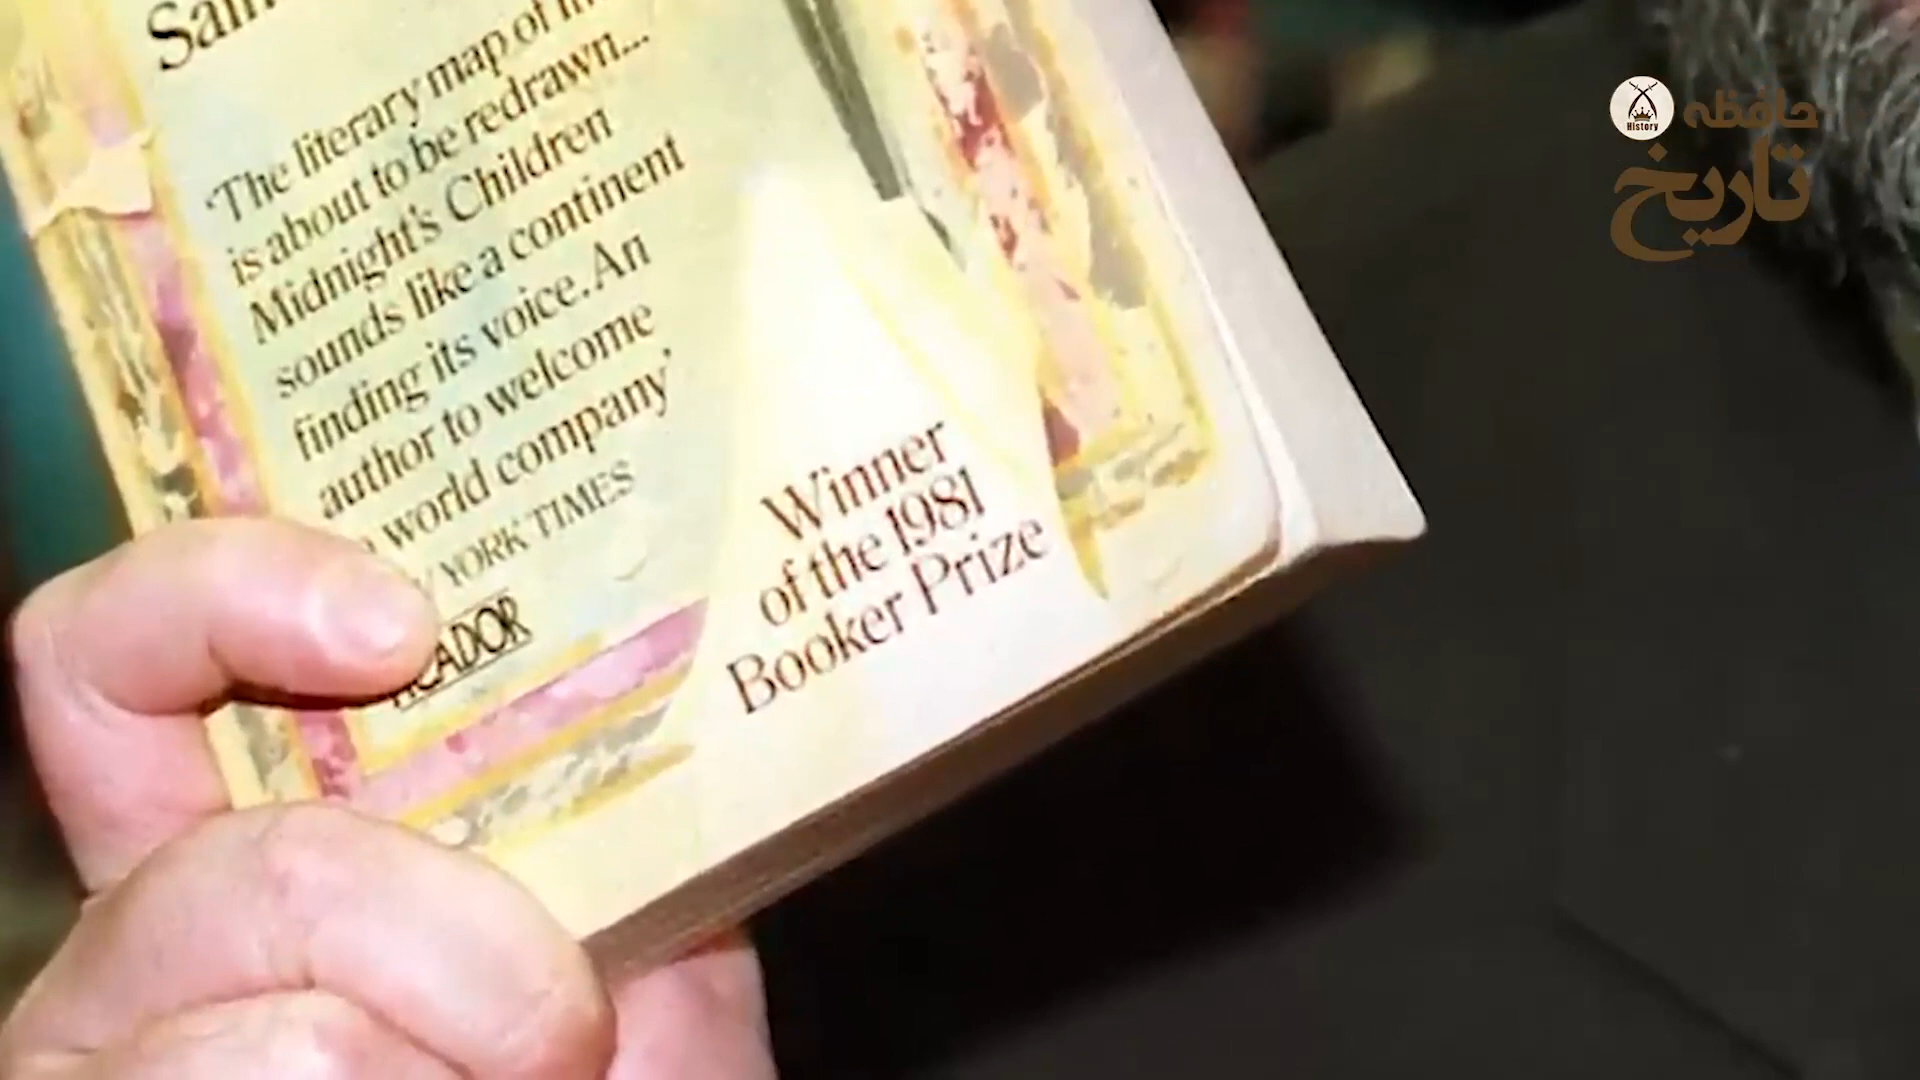 'The literary map of
is about to be redrawn...
Midnight's Children
sounds like a continent
finding its voice. An
author to welcome
world company'
YORK TIMES
Winner
of the 1981
Booker Prize
History
حافظه
تاریخ